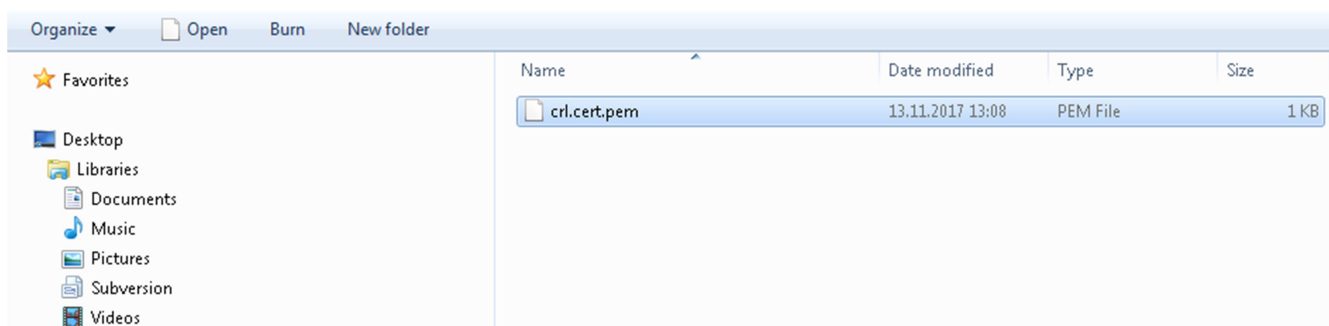 Organize Open Burn New folder
Favorites
Desktop
Libraries
Documents
Music
Pictures
Subversion
Videos
Name Date modified Type Size
crl.cert.pem 13.11.2017 13:08 PEM File 1 KB